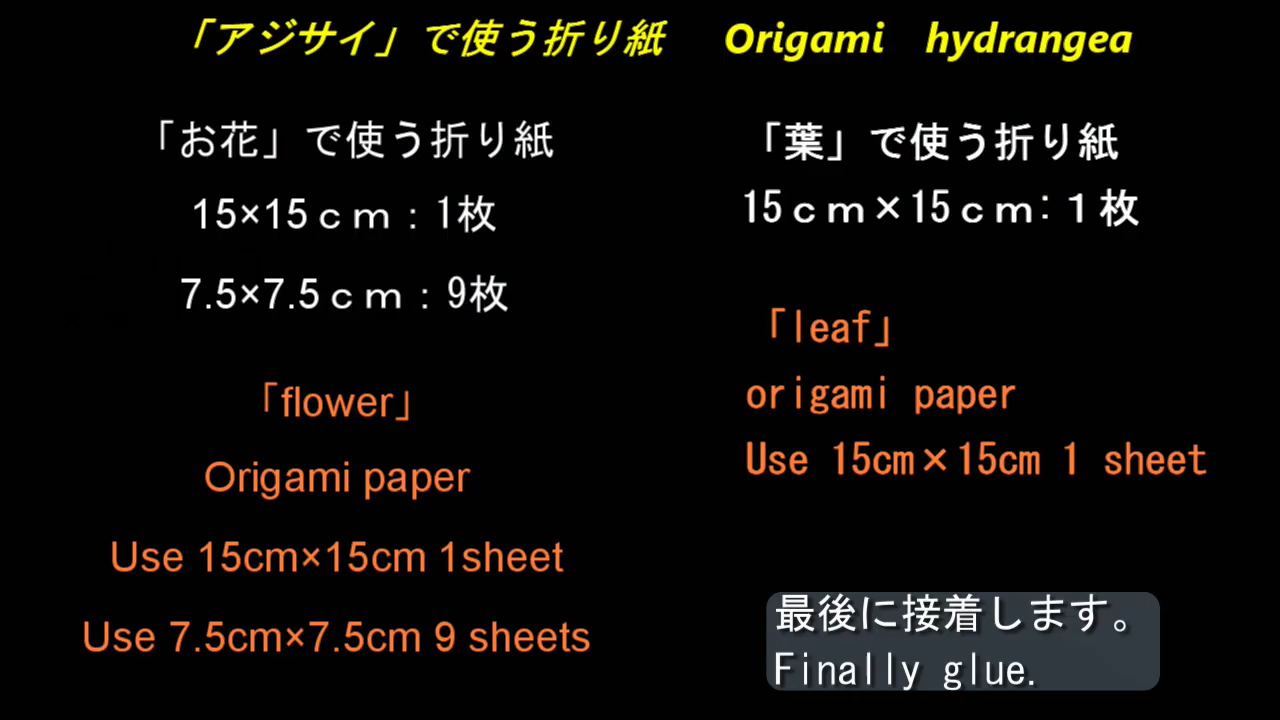 「アジサイ」で使う折り紙　Origami　hydrangea
「お花」で使う折り紙
15×15ｃｍ：1枚
7.5×7.5ｃｍ：9枚
「flower」
Origami paper
Use 15cm×15cm 1sheet
Use 7.5cm×7.5cm 9 sheets
「葉」で使う折り紙
15ｃｍ×15ｃｍ:１枚
「leaf」
origami paper
Use 15cm×15cm 1 sheet
最後に接着します。
Finally glue.